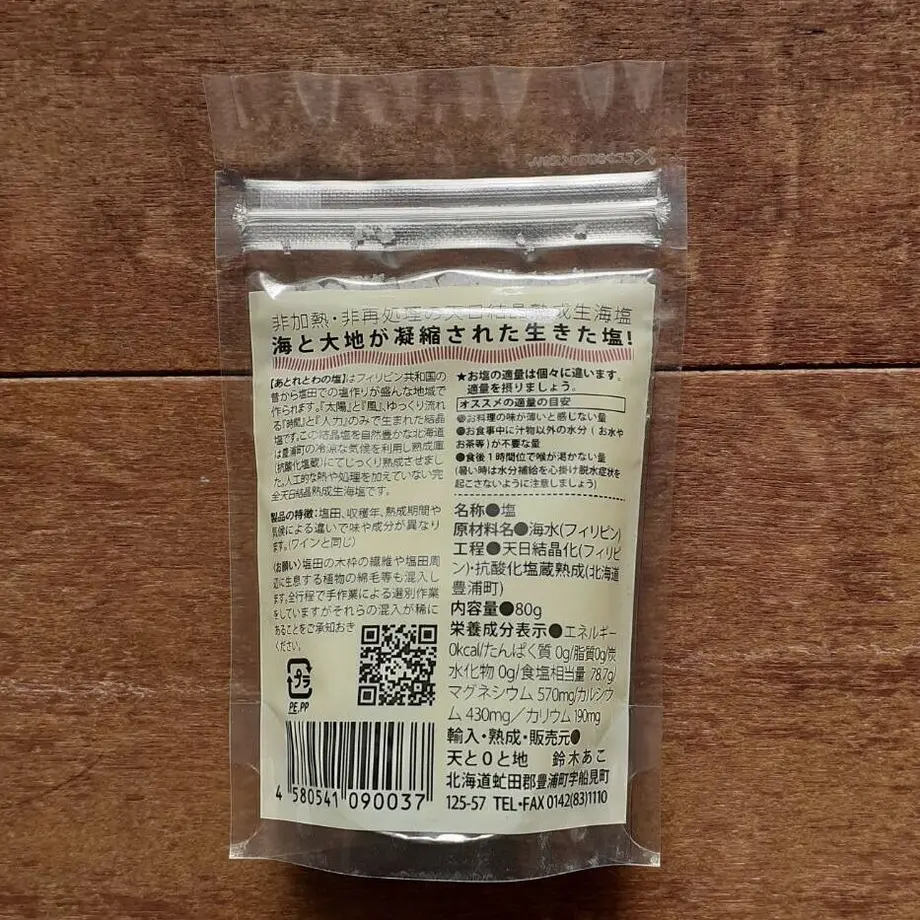 非加熱・非再処理の天日結晶熟成生海塩
海と大地が凝縮された生きた塩!
【あとれとわの塩】はフィリピン共和国の
昔から塩田での塩作りが盛んな地域で
作られます。『太陽』と『風』、ゆっくり流れ
る『時間』と『人力』のみで生まれた結晶
塩です。この結晶塩を自然豊かな北海道
は豊浦町の冷涼な気候を利用し熟成庫
(抗酸化塩蔵)にてじっくり熟成させまし
た。人工的な熱や処理を加えていない完
全天日結晶熟成生海塩です。
製品の特徴:塩田、収穫年、熟成期間や
気候による違いで味や成分が異なり
ます。(ワインと同じ)
《お願い》塩田の木枠の繊維や塩田周
辺に生息する植物の綿毛等も混入し
ます。全行程で手作業による選別作業
をしていますがそれらの混入が稀に
あることをご承知おき
ください。
プラ
PE,PP
4 580541 090037
★お塩の適量は個々に違います。
適量を摂りましょう。
オススメの適量の目安
●お料理の味が薄いと感じない量
●お食事中に汁物以外の水分(お水や
お茶等)が不要な量
●食後1時間位で喉が渇かない量
(暑い時は水分補給を心掛け脱水症状を
起こさないように注意しましょう)
名称●塩
原材料名●海水(フィリピン)
工程●天日結晶化(フィリピ
ン)・抗酸化塩蔵熟成(北海道
豊浦町)
内容量●80g
栄養成分表示●エネルギー
0kcal/たんぱく質 0g/脂質0g/炭
水化物 0g/食塩相当量 78.7g/
マグネシウム 570mg/カルシウ
ム 430mg/カリウム 190mg
輸入・熟成・販売元●
天と0と地 鈴木あこ
北海道虻田郡豊浦町字船見町
125-57 TEL・FAX 0142(83)1110